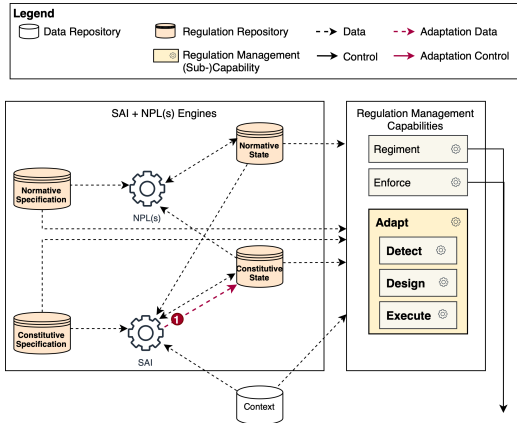 Legend
Data Repository
Regulation Repository
Data
Adaptation Data
Regulation Management
(Sub-)Capability
Control
Adaptation Control
SAI + NPL(s) Engines
Regulation Management
Capabilities
Normative
State
Regiment
Enforce
Normative
Specification
NPL(s)
Adapt
Detect
Constitutive
State
Design
1
Execute
Constitutive
Specification
SAI
Context